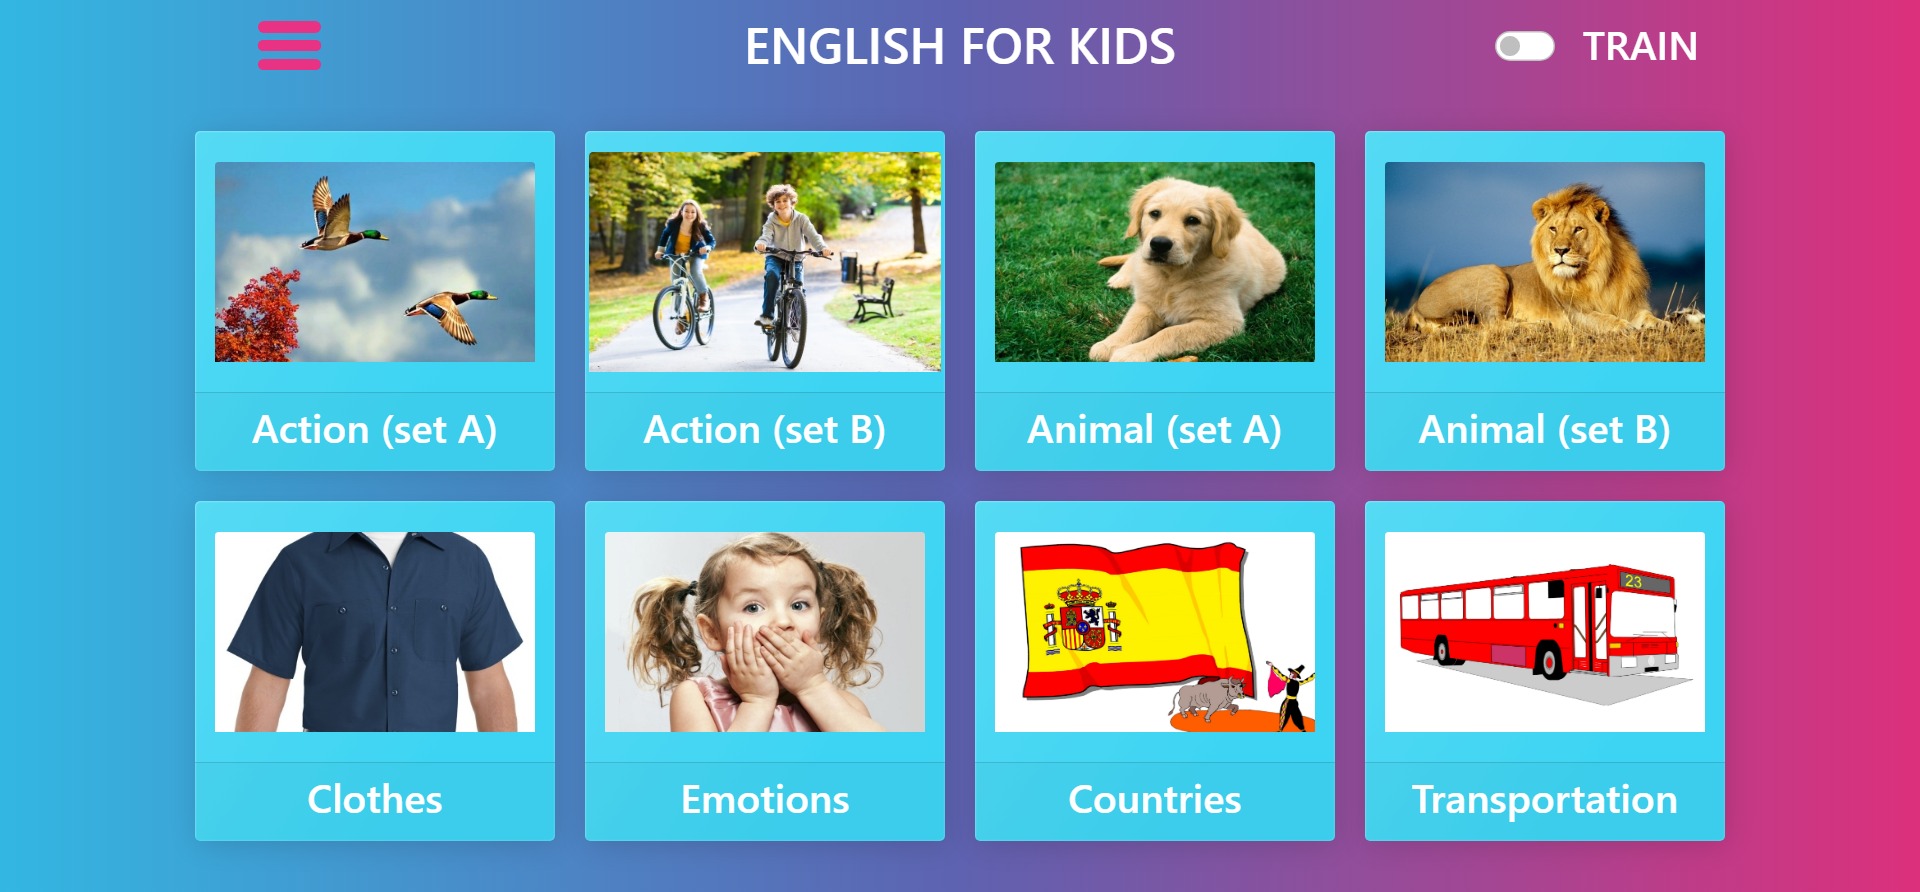 ENGLISH FOR KIDS
TRAIN
Action (set A)
Action (set B)
Animal (set A)
Animal (set B)
Clothes
Emotions
Countries
23
Transportation